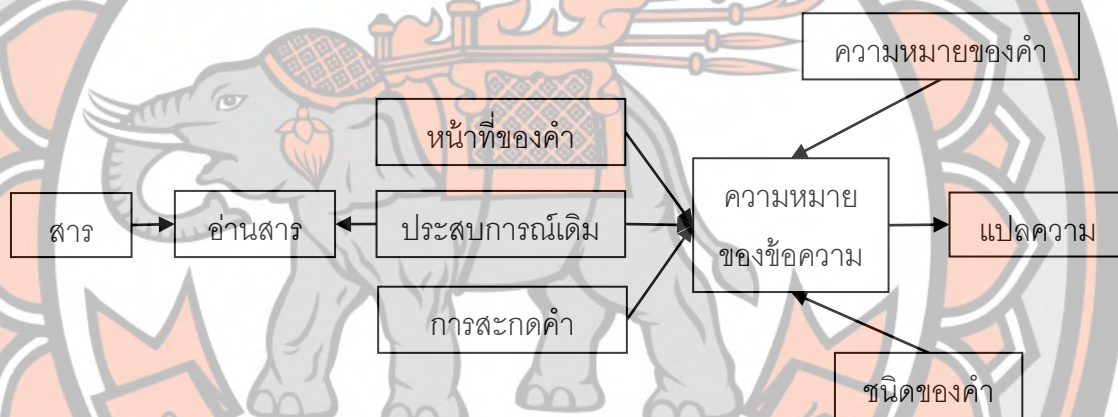 ความหมายของคำ
หน้าที่ของคำ
สาร
อ่านสาร
ประสบการณ์เดิม
ความหมาย
ของข้อความ
แปลความ
การสะกดคำ
ชนิดของคำ